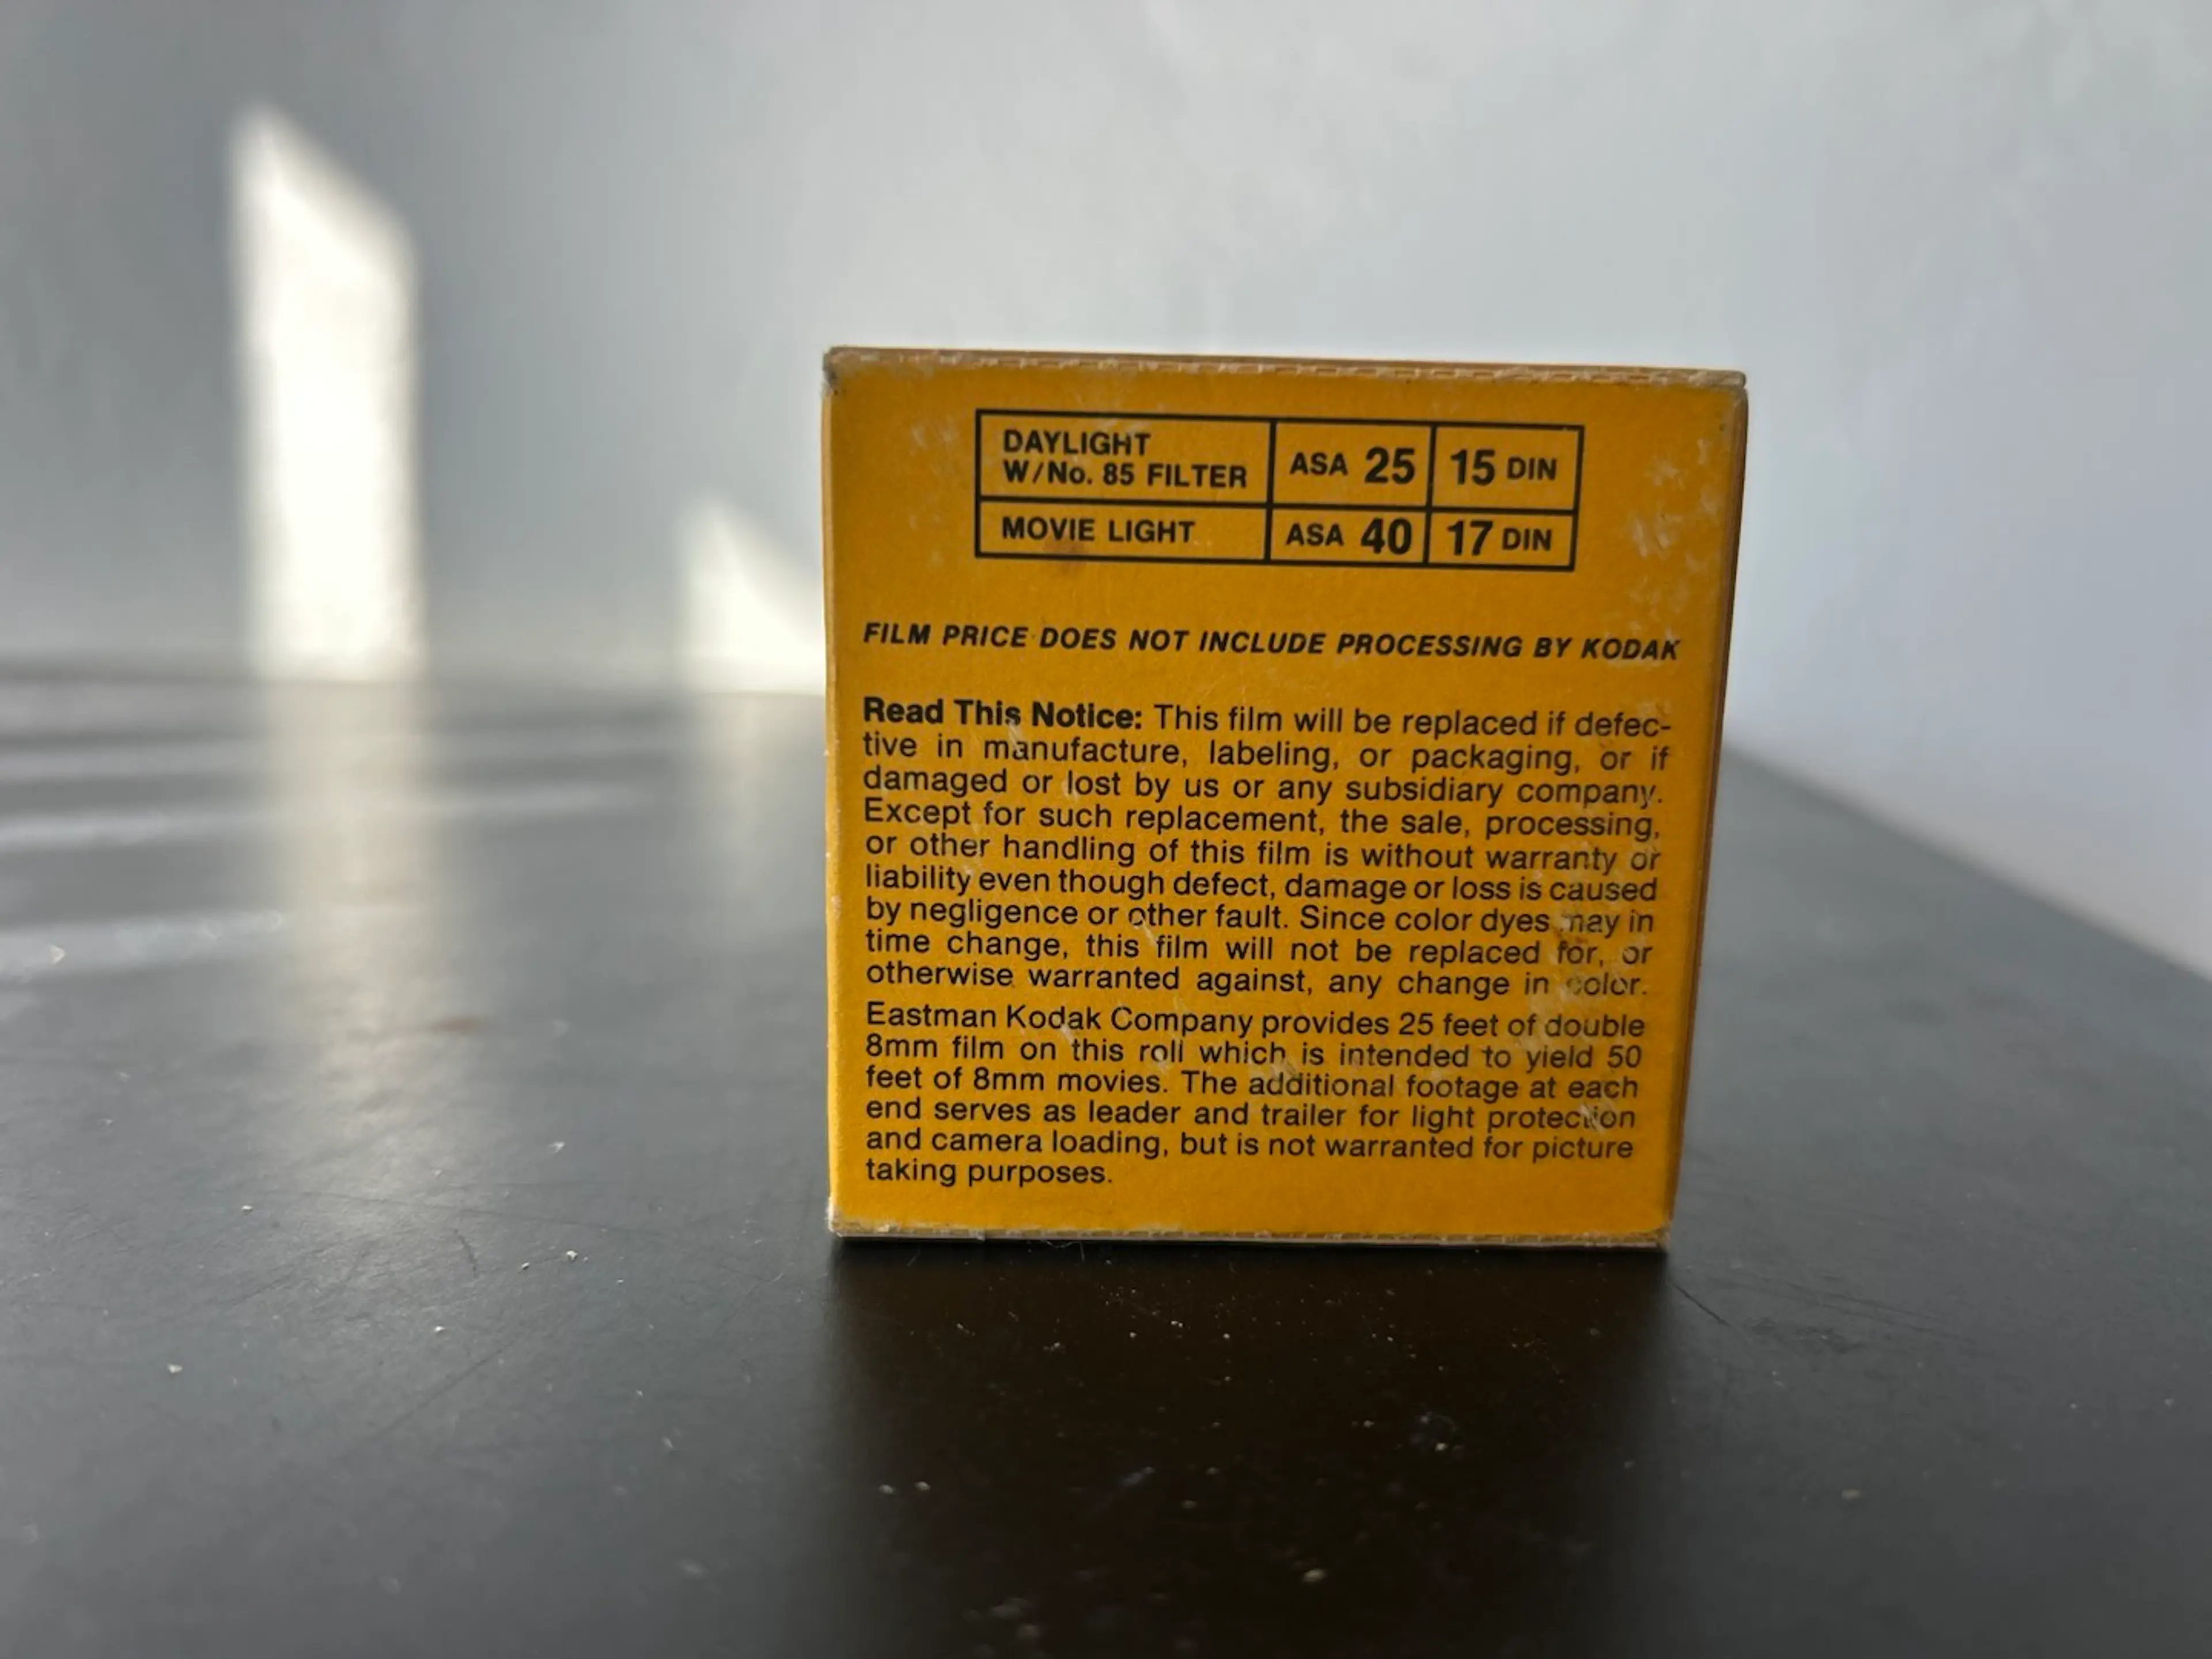 DAYLIGHT
W/No. 85 FILTER
ASA 25
15 DIN
MOVIE LIGHT
ASA 40
17 DIN
FILM PRICE DOES NOT INCLUDE PROCESSING BY KODAK
Read This Notice: This film will be replaced if defec-
tive in manufacture, labeling, or packaging, or if
damaged or lost by us or any subsidiary company.
Except for such replacement, the sale, processing,
or other handling of this film is without warranty or
liability even though defect, damage or loss is caused
by negligence or other fault. Since color dyes may in
time change, this film will not be replaced for, or
otherwise warranted against, any change in color.
Eastman Kodak Company provides 25 feet of double
8mm film on this roll which is intended to yield 50
feet of 8mm movies. The additional footage at each
end serves as leader and trailer for light protection
and camera loading, but is not warranted for picture
taking purposes.